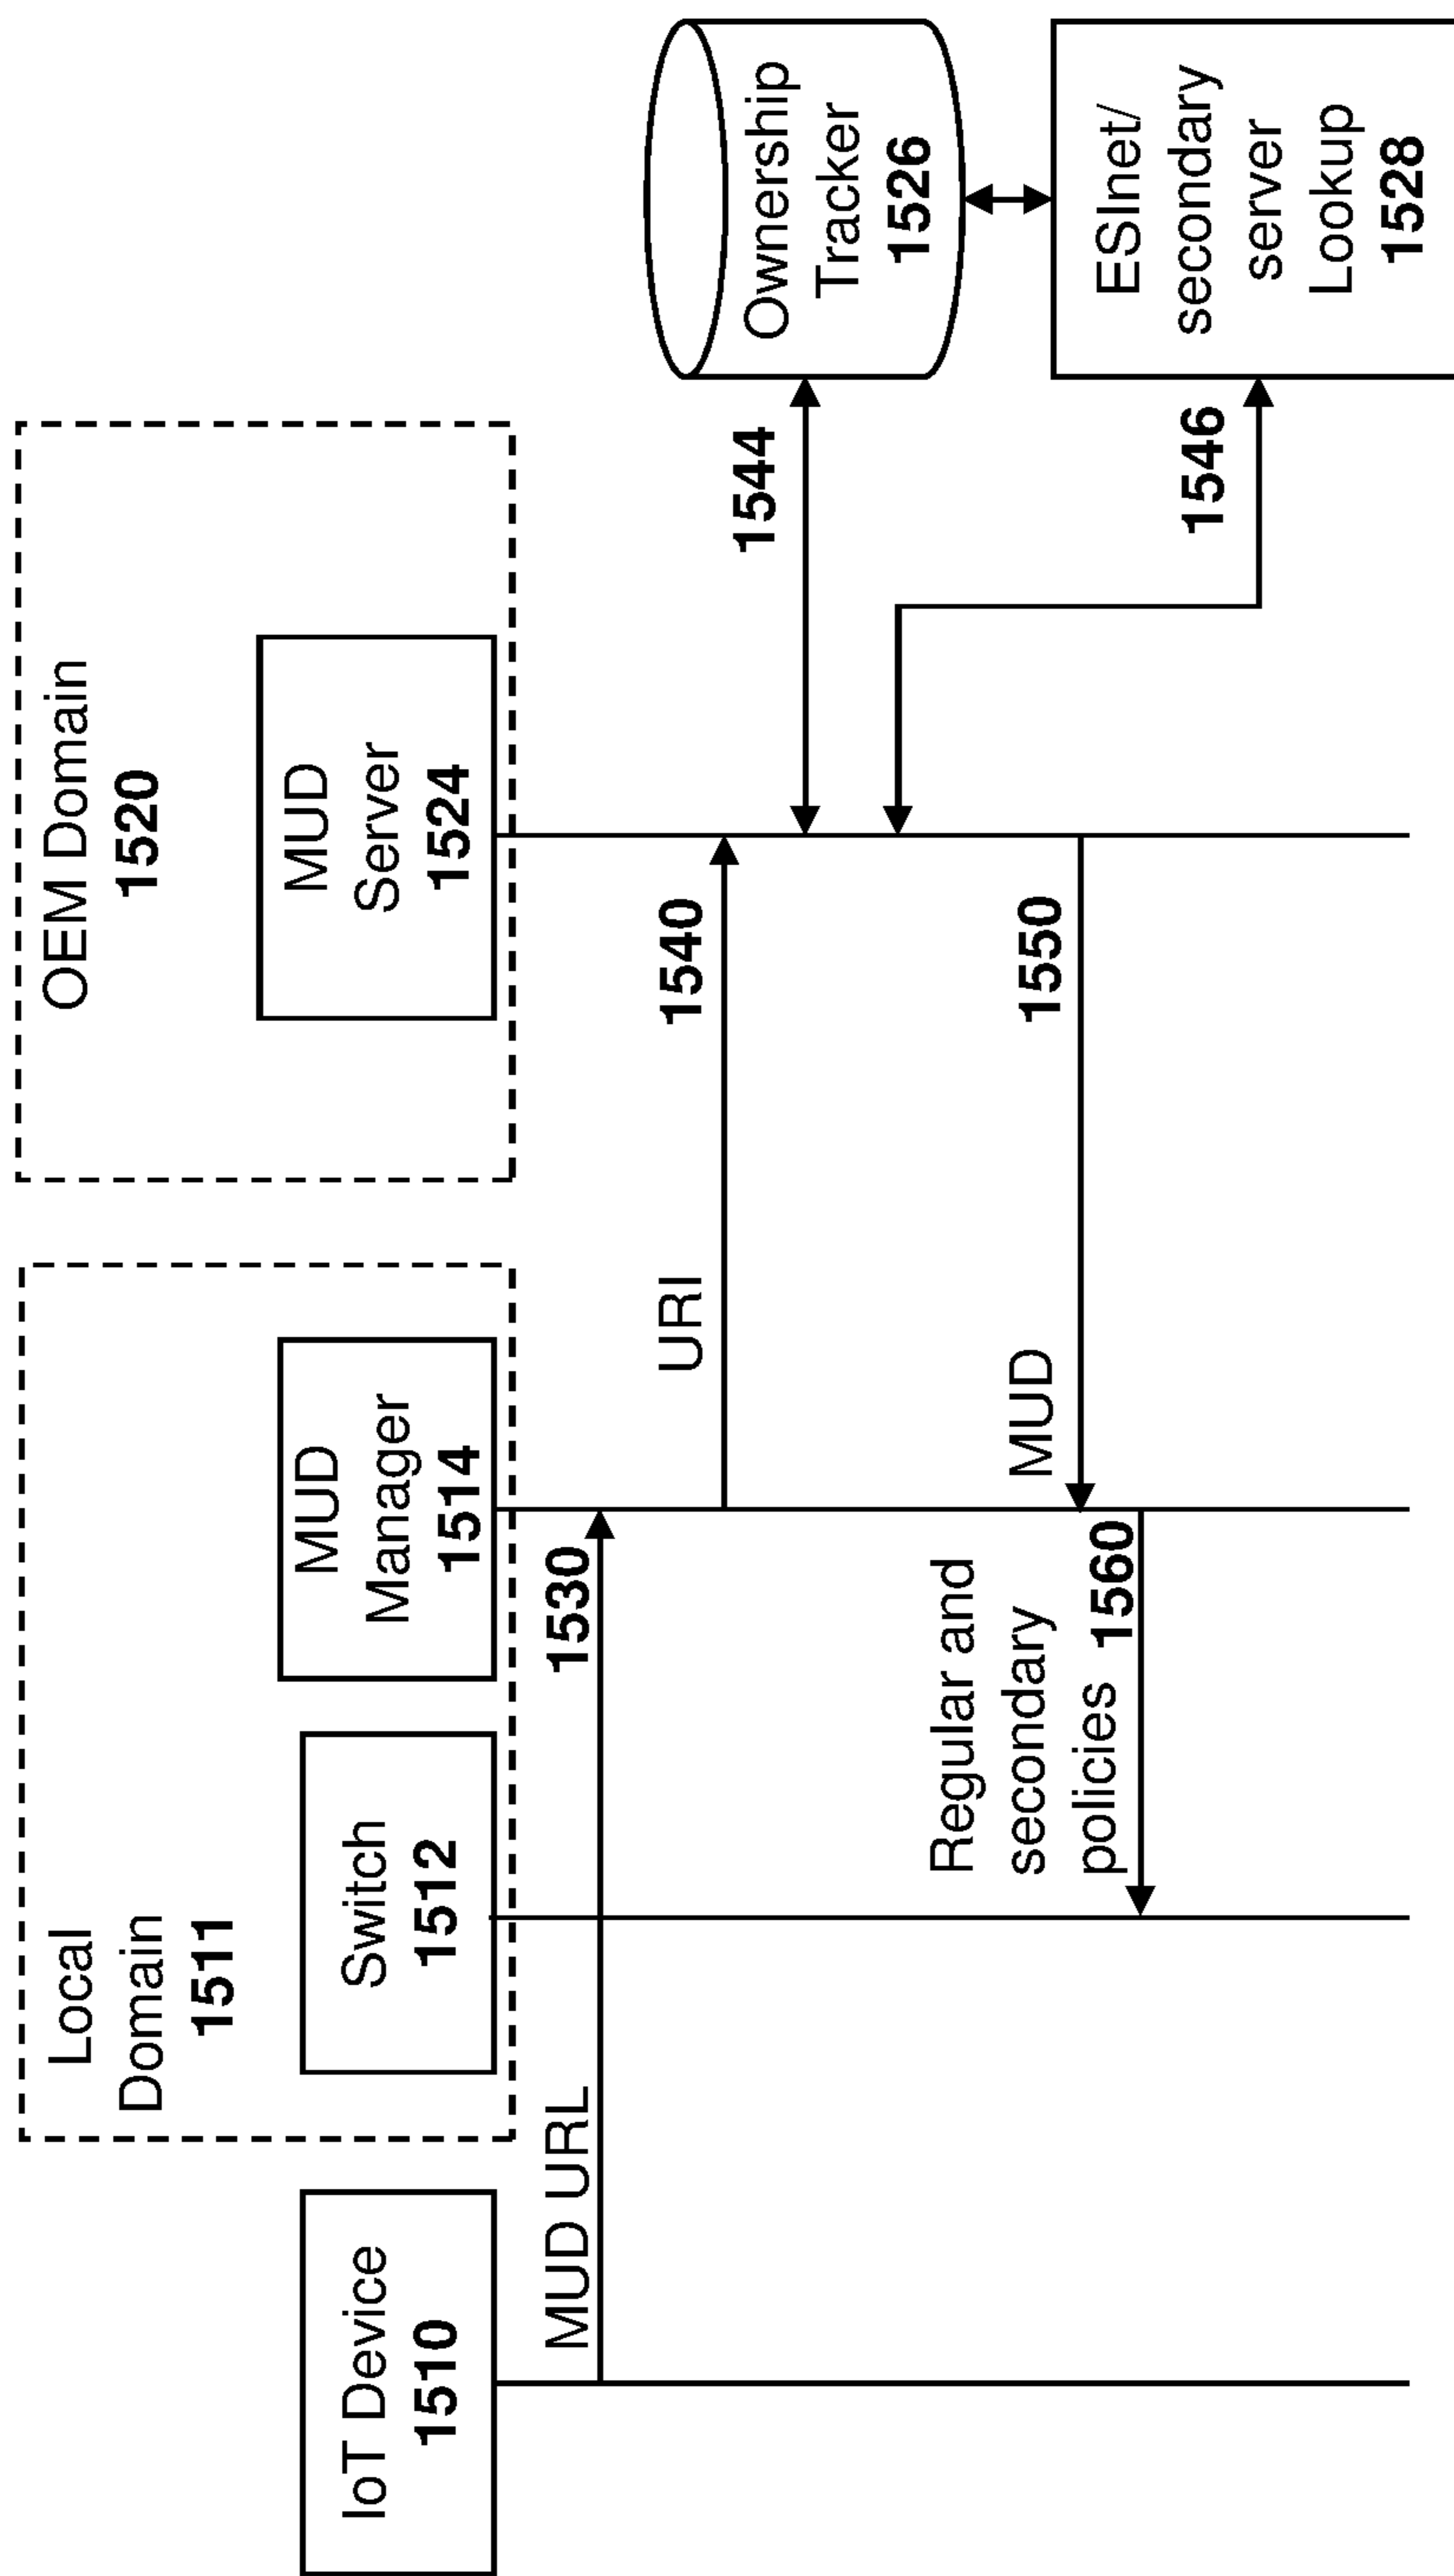 Local
Domain
1511
OEM Domain
1520
IoT Device
1510
Switch
1512
MUD
Manager
1514
MUD
Server
1524
MUD URL
1530
URI
1540
1544
Ownership
Tracker
1526
Regular and
secondary
policies
1560
MUD
1550
1546
ESInet/
secondary
server
Lookup
1528